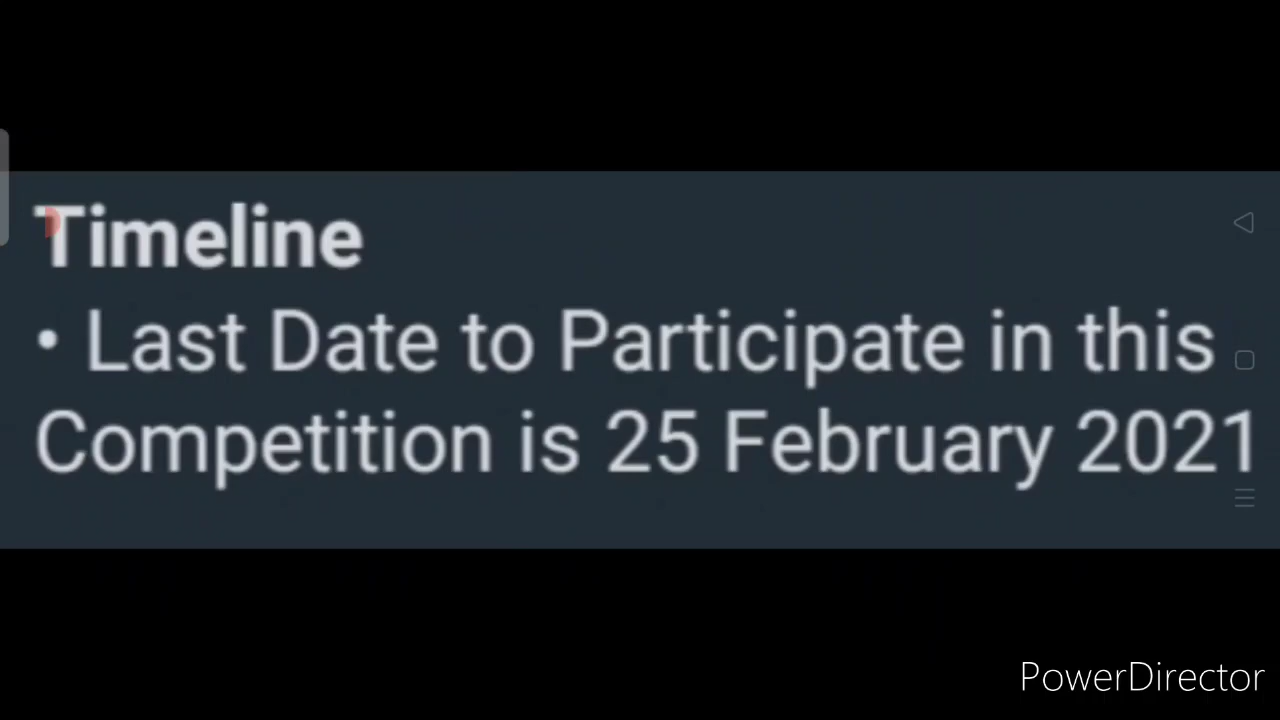 Timeline
• Last Date to Participate in this
Competition is 25 February 2021
PowerDirector